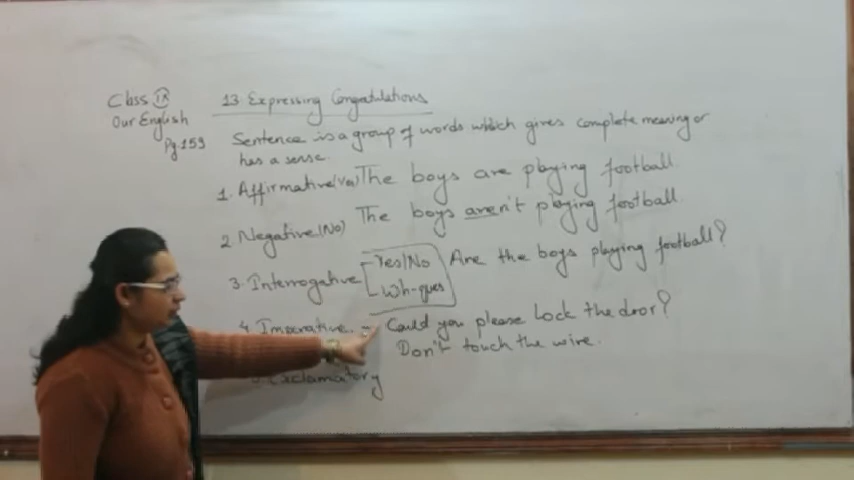 Class IX
Our English
Pg.159
13 Expressing Congratulations
Sentence is a group of words which gives complete meaning or
has a sense.
1. Affirmative(Yes) The boys are playing football.
2. Negative(No) The boys aren't playing football.
3. Interrogative Yes/No Are the boys playing football?
Wh-ques
4. Imperative - Could you please Lock the door?
Don't touch the wire.
5. Exclamatory